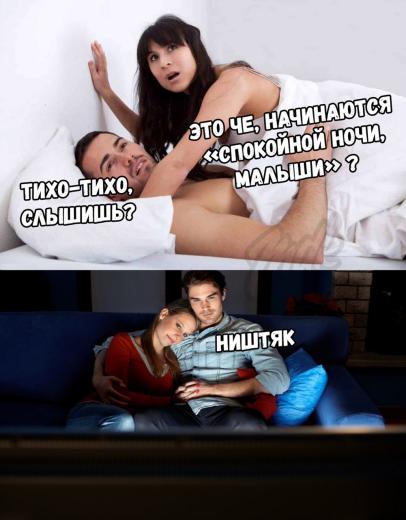 ЭТО ЧЕ, НАЧИНАЮТСЯ
«СПОКОЙНОЙ НОЧИ,
МАЛЫШИ» ?
ТИХО-ТИХО,
СЛЫШИШЬ?
НИШТЯК